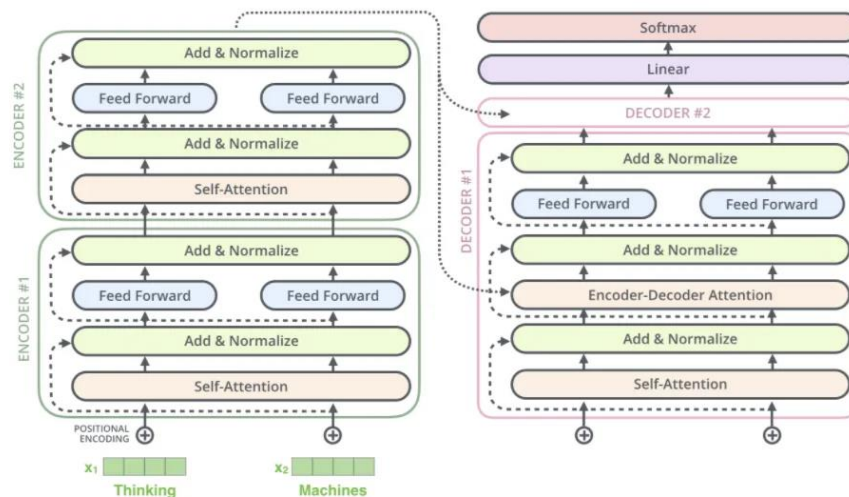 ENCODER #2
Add & Normalize
Feed Forward Feed Forward
Add & Normalize
Self-Attention
ENCODER #1
Add & Normalize
Feed Forward Feed Forward
Add & Normalize
Self-Attention
POSITIONAL
ENCODING
x1 x2
Thinking Machines
Softmax
Linear
DECODER #2
DECODER #1
Add & Normalize
Feed Forward Feed Forward
Add & Normalize
Encoder-Decoder Attention
Add & Normalize
Self-Attention